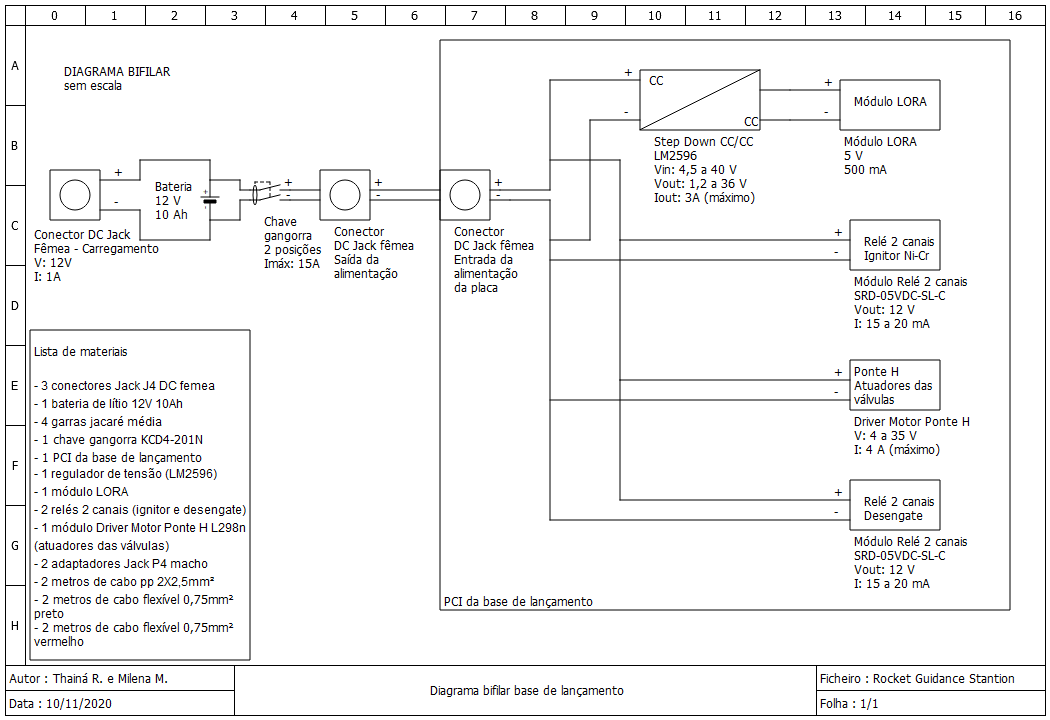 0 1 2 3 4 5 6 7 8 9 10 11 12 13 14 15 16
A
B
C
D
E
F
G
H
DIAGRAMA BIFILAR
sem escala
+
-
Bateria
12 V
10 Ah
+
Conector DC Jack
Fêmea - Carregamento
V: 12V
I: 1A
+
-
Chave
gangorra
2 posições
Imáx: 15A
+
-
Conector
DC Jack fêmea
Saída da
alimentação
+
-
Conector
DC Jack fêmea
Entrada da
alimentação
da placa
+
-
CC
CC
Step Down CC/CC
LM2596
Vin: 4,5 a 40 V
Vout: 1,2 a 36 V
Iout: 3A (máximo)
+
-
Módulo LORA
Módulo LORA
5 V
500 mA
+
-
Relé 2 canais
Ignitor Ni-Cr
Módulo Relé 2 canais
SRD-05VDC-SL-C
Vout: 12 V
I: 15 a 20 mA
+
-
Ponte H
Atuadores das
válvulas
Driver Motor Ponte H
V: 4 a 35 V
I: 4 A (máximo)
+
-
Relé 2 canais
Desengate
Módulo Relé 2 canais
SRD-05VDC-SL-C
Vout: 12 V
I: 15 a 20 mA
PCI da base de lançamento
Lista de materiais
- 3 conectores Jack J4 DC femea
- 1 bateria de lítio 12V 10Ah
- 4 garras jacaré média
- 1 chave gangorra KCD4-201N
- 1 PCI da base de lançamento
- 1 regulador de tensão (LM2596)
- 1 módulo LORA
- 2 relés 2 canais (ignitor e desengate)
- 1 módulo Driver Motor Ponte H L298n
(atuadores das válvulas)
- 2 adaptadores Jack P4 macho
- 2 metros de cabo pp 2X2,5mm²
- 2 metros de cabo flexível 0,75mm²
preto
- 2 metros de cabo flexível 0,75mm²
vermelho
Autor : Thainá R. e Milena M.
Data : 10/11/2020
Diagrama bifilar base de lançamento
Ficheiro : Rocket Guidance Stantion
Folha : 1/1